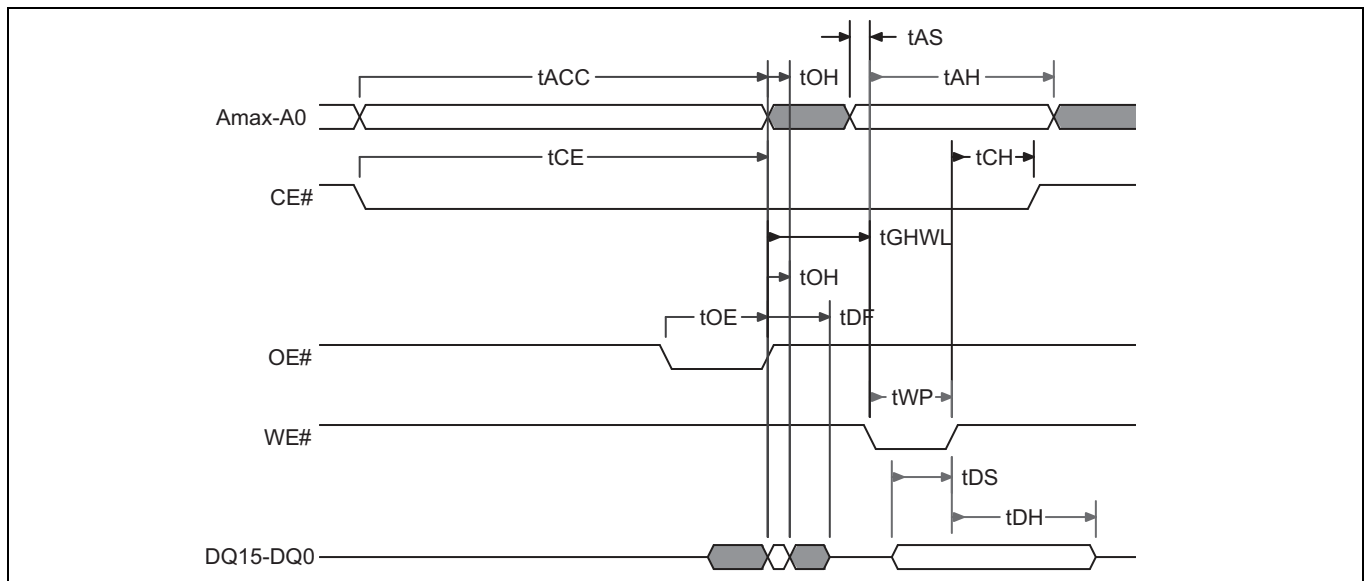 tAS
tACC
tOH
tAH
Amax-A0
tCE
tCH
CE#
tGHWL
tOH
tOE
tDF
OE#
tWP
WE#
tDS
tDH
DQ15-DQ0